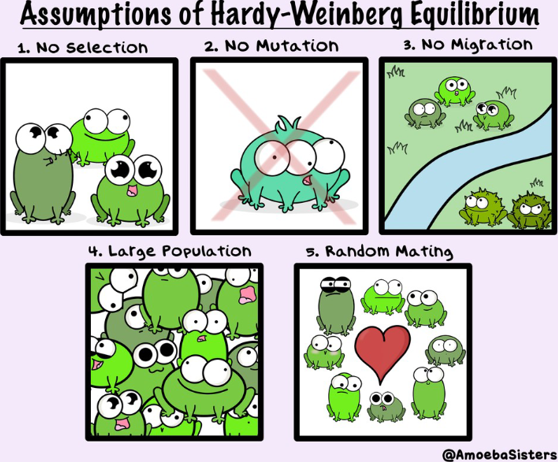 Assumptions of Hardy-Weinberg Equilibrium
1. No Selection
2. No Mutation
3. No Migration
4. Large Population
5. Random Mating
@AmoebaSisters